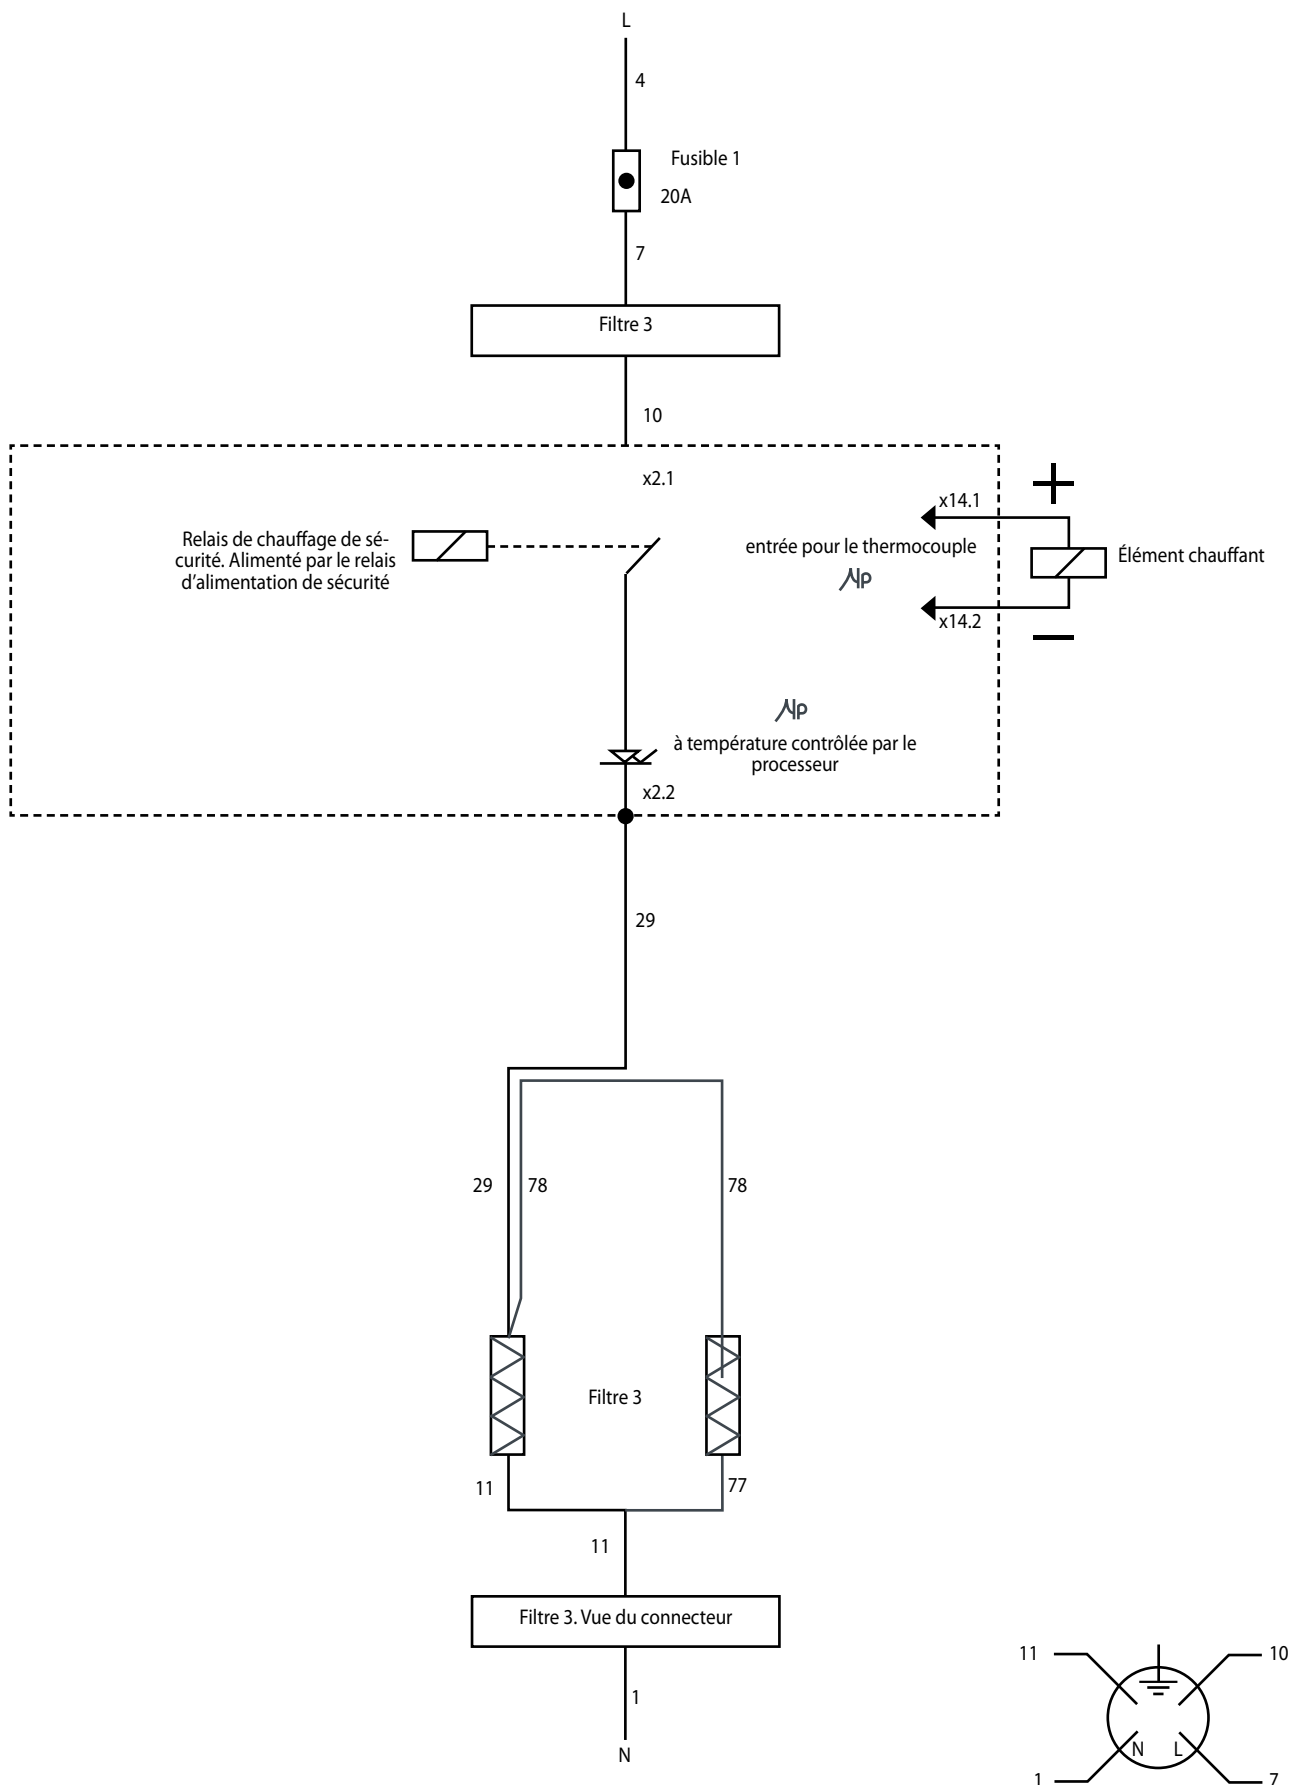 L
4
Fusible 1
20A
7
Filtre 3
10
x2.1
x14.1
Relais de chauffage de sé-
curité. Alimenté par le relais
d’alimentation de sécurité
entrée pour le thermocouple
Élément chauffant
x14.2
à température contrôlée par le
processeur
x2.2
29
29
78
78
Filtre 3
11
77
11
Filtre 3. Vue du connecteur
1
N
11
10
N
L
1
7